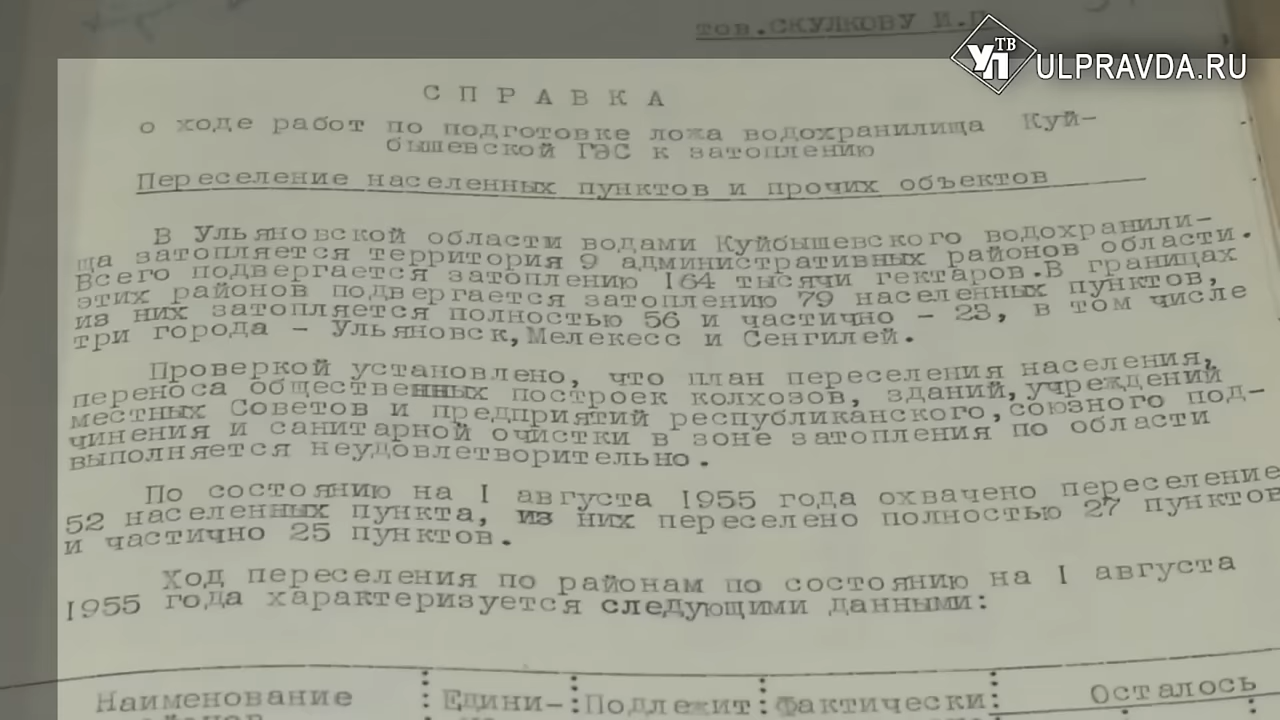 тов.СКУЛКОВУ И.
УП ТВ ULPRAVDA.RU
С П Р А В К А
о ходе работ по подготовке ложа водохранилища Куй-
бышевской ГЭС к затоплению
Переселение населенных пунктов и прочих объектов
В Ульяновской области водами Куйбышевского водохранили-
ща затопляется территория 9 административных районов области.
Всего подвергается затоплению 164 тысячи гектаров.В границах
этих районов подвергается затоплению 79 населенных пунктов,
из них затопляется полностью 56 и частично - 23, в том числе
три города - Ульяновск,Мелекесс и Сенгилей.
Проверкой установлено, что план переселения населения,
переноса общественных построек колхозов, зданий,учреждений
местных Советов и предприятий республиканского,союзного под-
чинения и санитарной очистки в зоне затопления по области
выполняется неудовлетворительно.
По состоянию на I августа 1955 года охвачено переселение
52 населенных пункта, из них переселено полностью 27 пунктов
и частично 25 пунктов.
Ход переселения по районам по состоянию на I августа
1955 года характеризуется следующими данными:
Наименование : Едини- : Подлежит : Фактически : Осталось